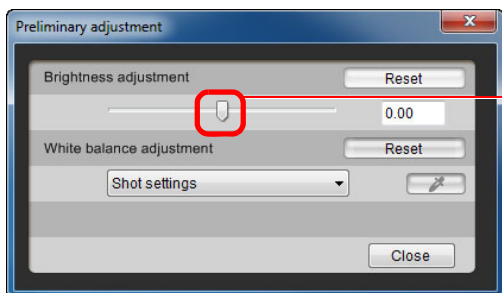 Preliminary adjustment
Brightness adjustment Reset
0.00
White balance adjustment Reset
Shot settings
Close